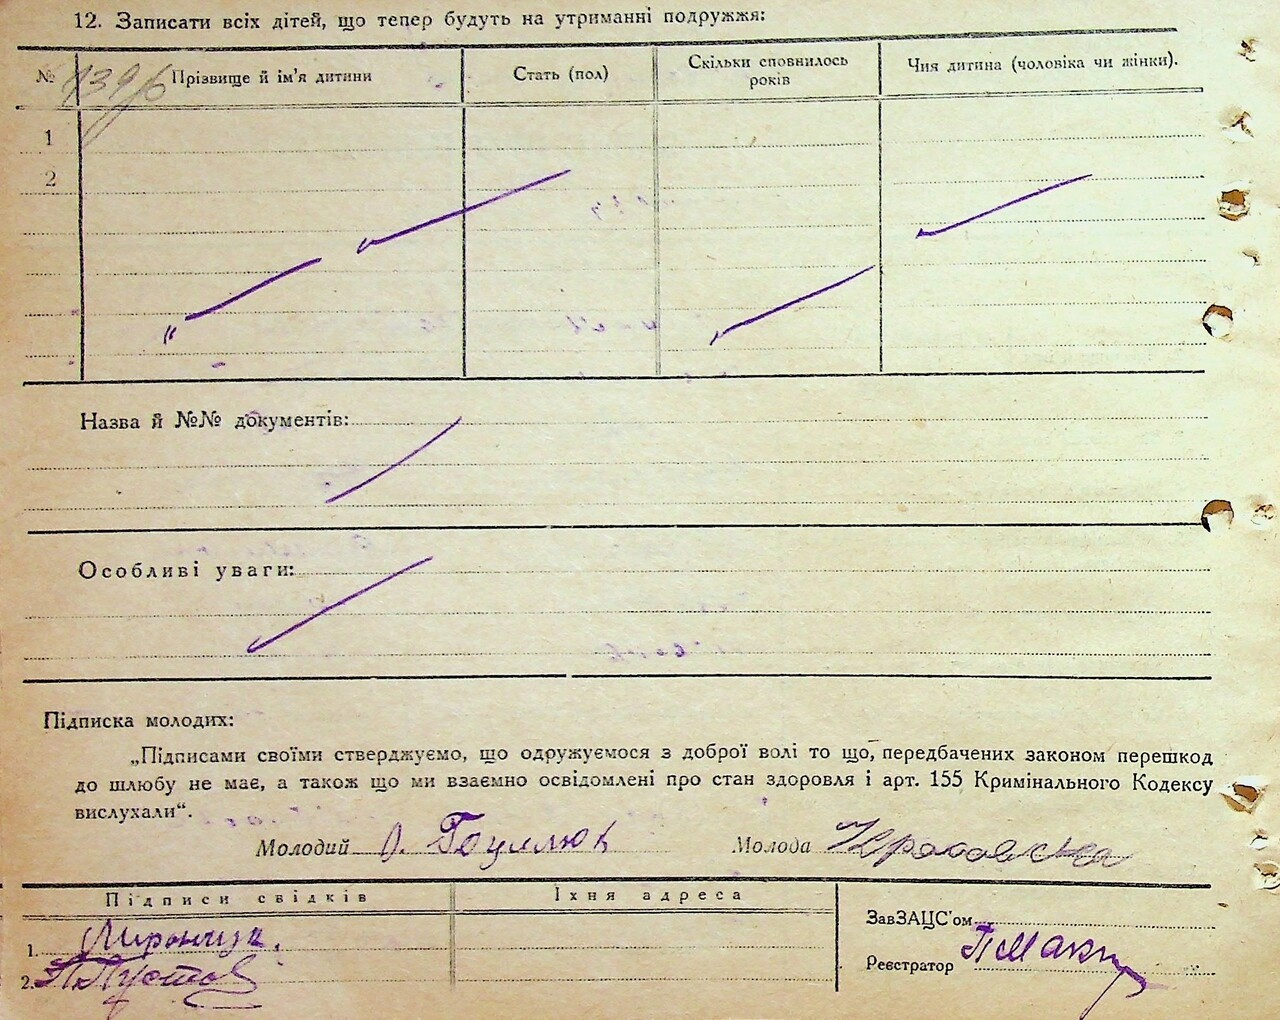 12. Записати всіх дітей, що тепер будуть на утриманні подружжя:
№ Прізвище й ім'я дитини Стать (пол) Скільки сповнилось років Чия дитина (чоловіка чи жінки).
1
2
Назва й №№ документів:
Особливі уваги:
Підписка молодих:
„Підписами своїми стверджуємо, що одружуємося з доброї волі то що, передбачених законом перешкод
до шлюбу не має, а також що ми взаємно освідомлені про стан здоровля і арт. 155 Кримінального Кодексу
вислухали“.
Молодий Молода
Підписи свідків Їхня адреса
ЗавЗАЦС'ом
1. Мирончук.
Реєстратор
2.